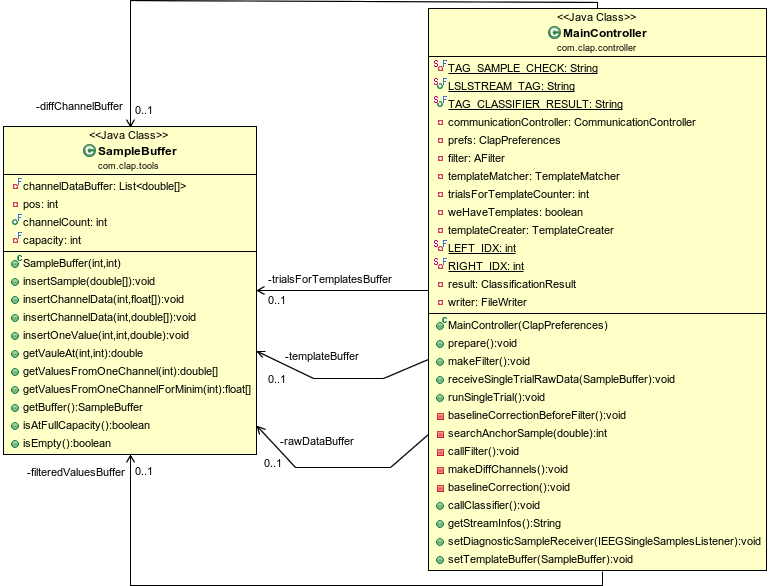 <<Java Class>>
MainController
com.clap.controller
TAG_SAMPLE_CHECK: String
LSLSTREAM_TAG: String
TAG_CLASSIFIER_RESULT: String
communicationController: CommunicationController
prefs: ClapPreferences
filter: AFilter
templateMatcher: TemplateMatcher
trialsForTemplateCounter: int
weHaveTemplates: boolean
templateCreater: TemplateCreater
LEFT_IDX: int
RIGHT_IDX: int
result: ClassificationResult
writer: FileWriter
MainController(ClapPreferences)
prepare():void
makeFilter():void
receiveSingleTrialRawData(SampleBuffer):void
runSingleTrial():void
baselineCorrectionBeforeFilter():void
searchAnchorSample(double):int
callFilter():void
makeDiffChannels():void
baselineCorrection():void
callClassifier():void
getStreamInfos():String
setDiagnosticSampleReceiver(IEEGSingleSamplesListener):void
setTemplateBuffer(SampleBuffer):void
-diffChannelBuffer
0..1
<<Java Class>>
SampleBuffer
com.clap.tools
channelDataBuffer: List<double[]>
pos: int
channelCount: int
capacity: int
SampleBuffer(int,int)
insertSample(double[]):void
insertChannelData(int,float[]):void
insertChannelData(int,double[]):void
insertOneValue(int,int,double):void
getVauleAt(int,int):double
getValuesFromOneChannel(int):double[]
getValuesFromOneChannelForMinim(int):float[]
getBuffer():SampleBuffer
isAtFullCapacity():boolean
isEmpty():boolean
-trialsForTemplatesBuffer
0..1
-templateBuffer
0..1
-rawDataBuffer
0..1
-filteredValuesBuffer
0..1